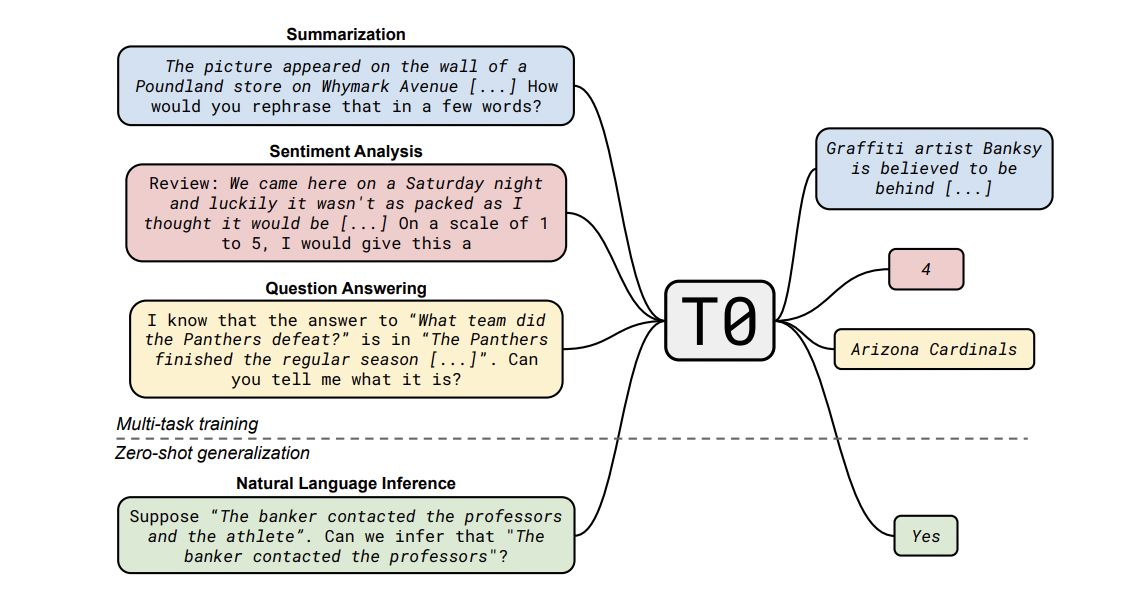 Summarization
The picture appeared on the wall of a
Poundland store on Whymark Avenue [...] How
would you rephrase that in a few words?
Sentiment Analysis
Review: We came here on a Saturday night
and luckily it wasn't as packed as I
thought it would be [...] On a scale of 1
to 5, I would give this a
Question Answering
I know that the answer to “What team did
the Panthers defeat?” is in “The Panthers
finished the regular season [...]”. Can
you tell me what it is?
Multi-task training
Zero-shot generalization
Natural Language Inference
Suppose “The banker contacted the professors
and the athlete”. Can we infer that "The
banker contacted the professors"?
T0
Graffiti artist Banksy
is believed to be
behind [...]
4
Arizona Cardinals
Yes